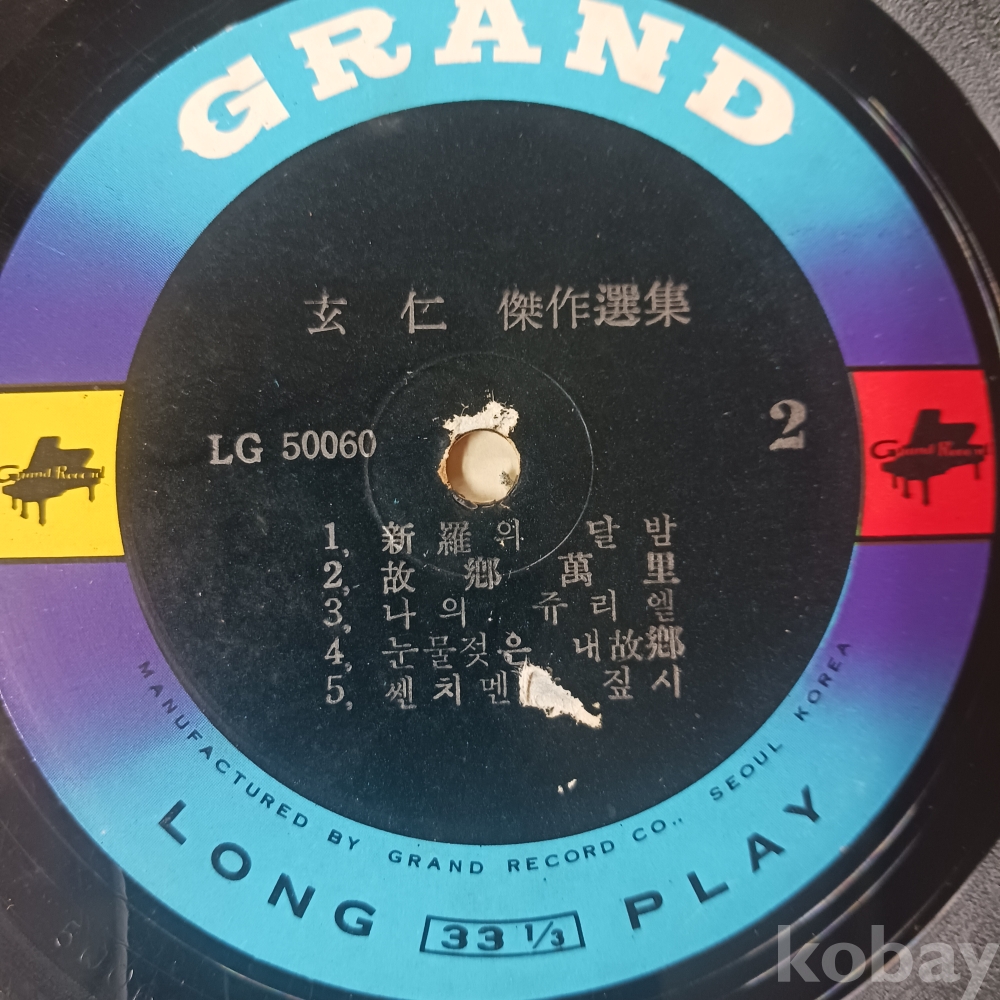 GRAND
玄仁 傑作選集
LG 50060
2
Grand Record
Grand Record
1, 新羅의 달밤
2, 故鄕萬里
3, 나의 쥬리엘
4, 눈물젖은 내故鄕
5, 쎈치멘 짚시
MANUFACTURED BY GRAND RECORD CO., SEOUL KOREA
LONG PLAY
33 1/3
kobay